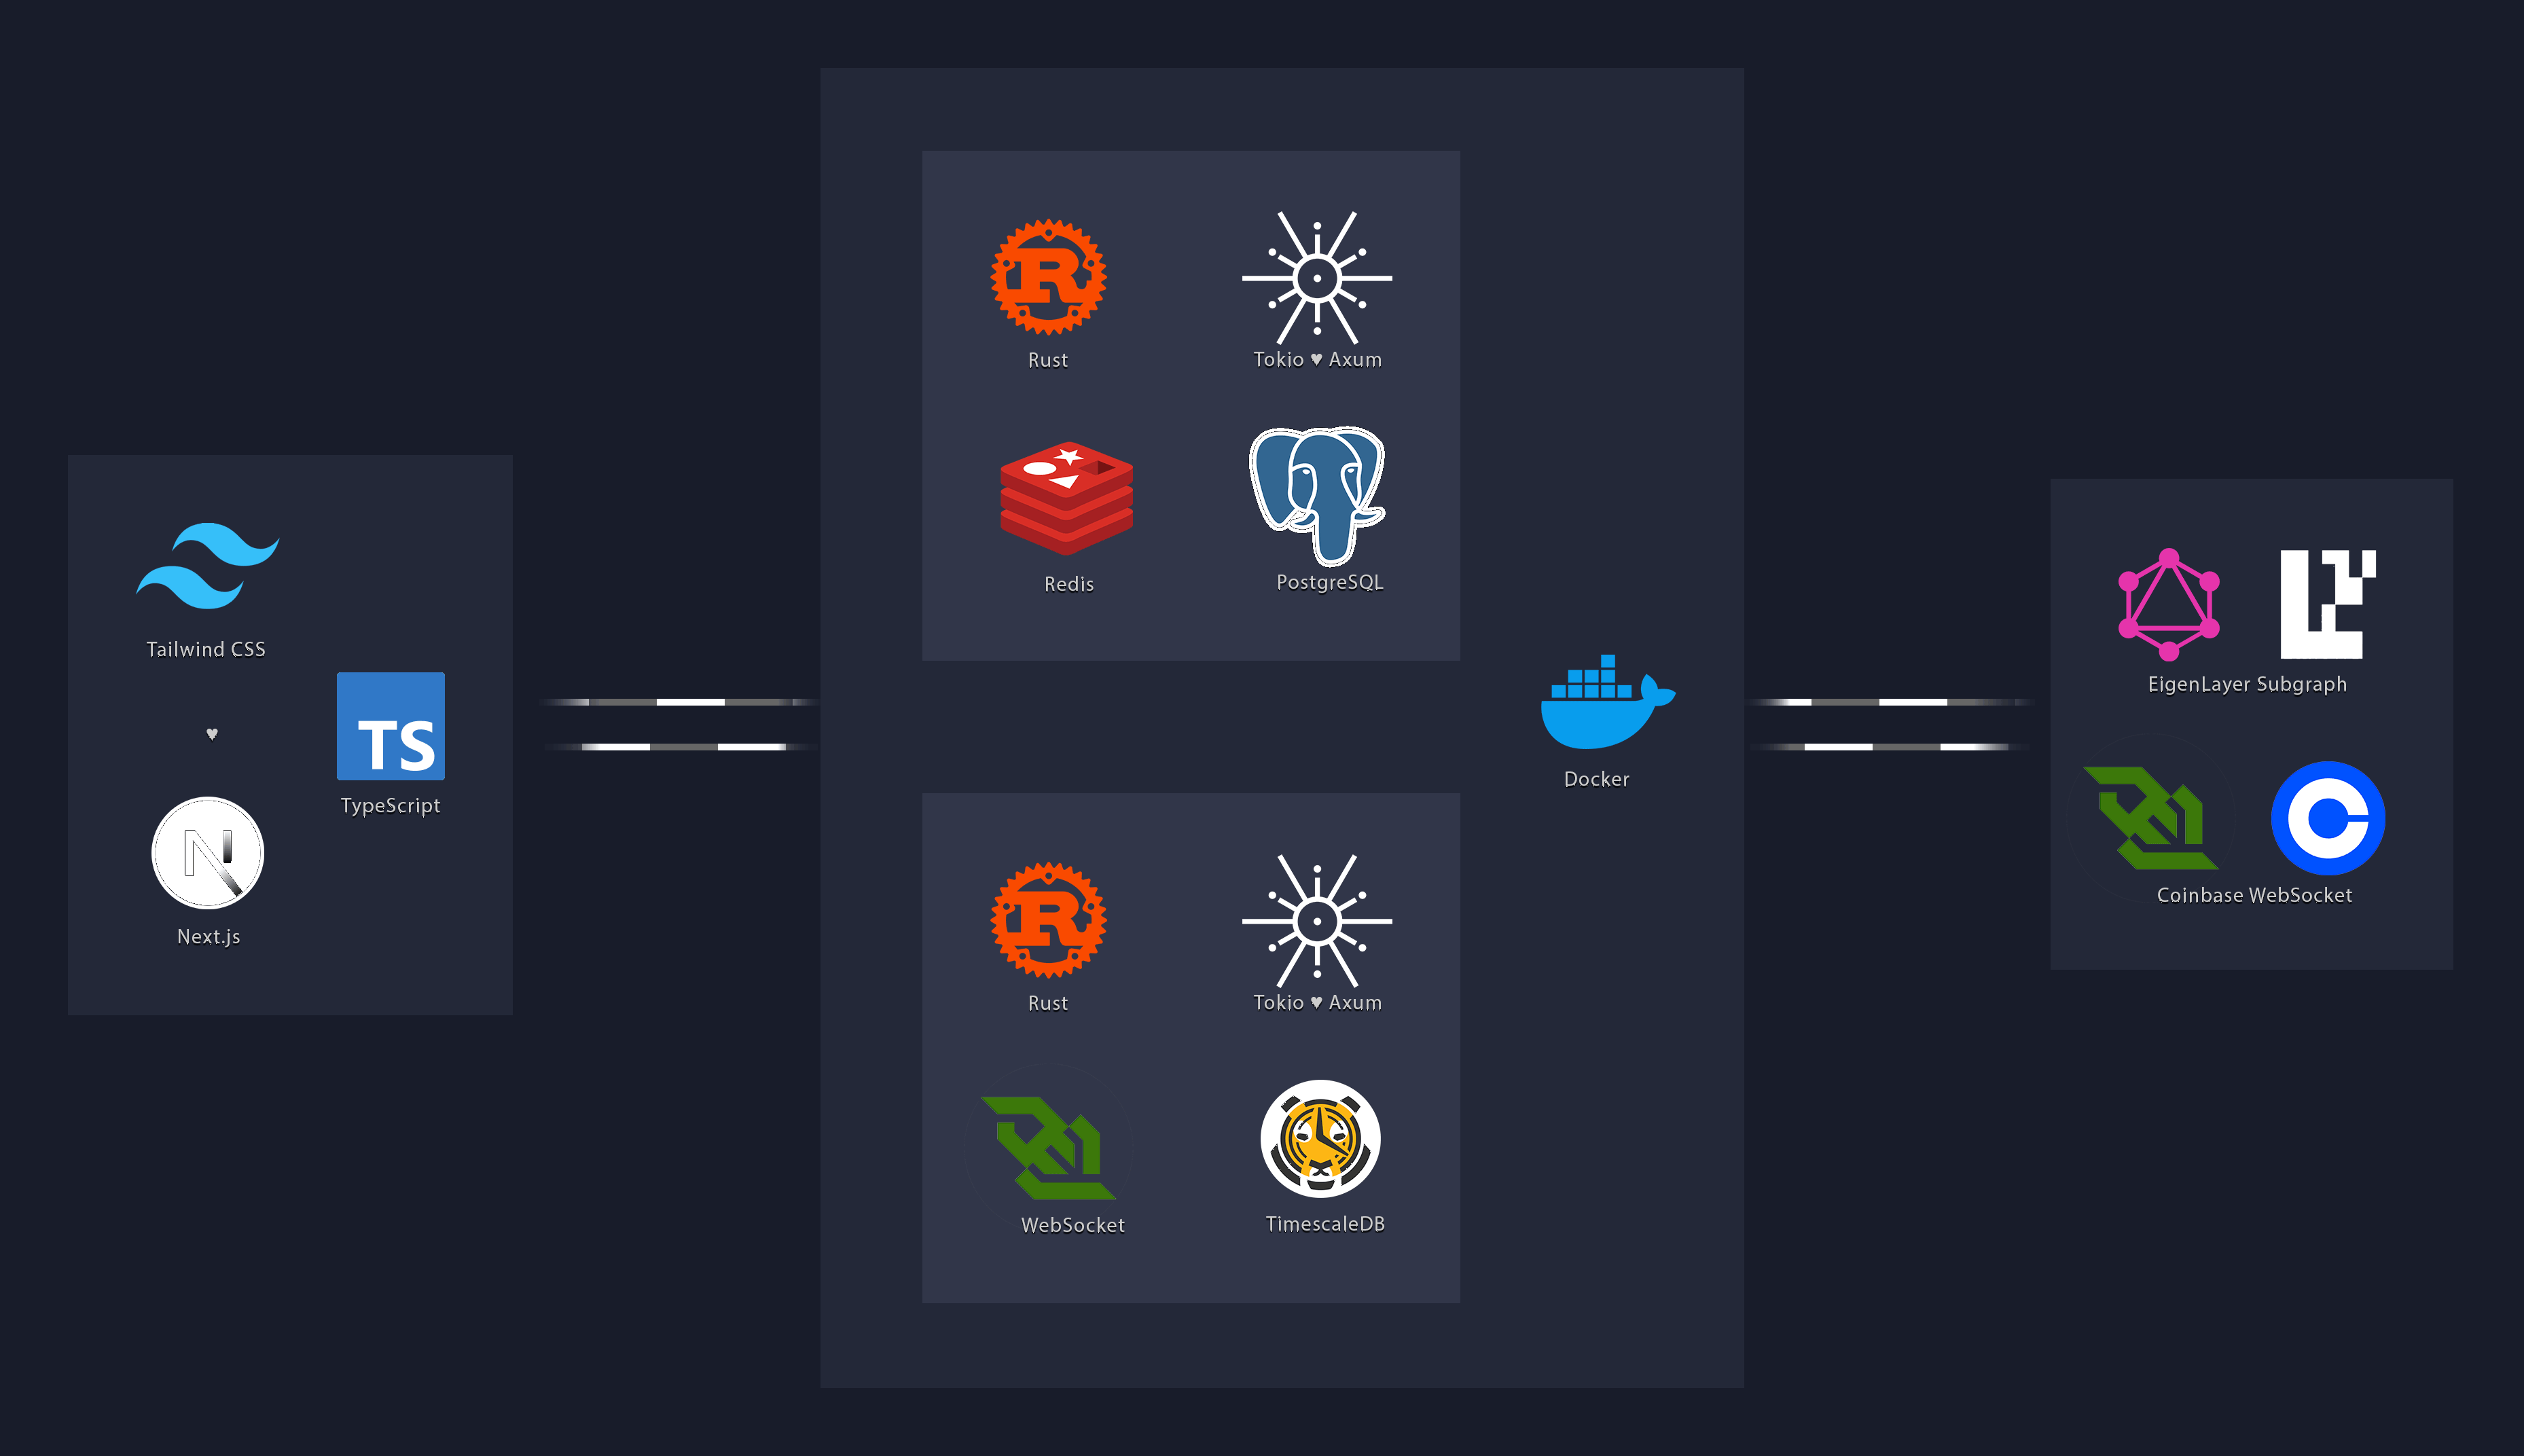 Tailwind CSS
♥
TS
TypeScript
N
Next.js
R
Rust
Tokio ♥ Axum
Redis
PostgreSQL
Docker
R
Rust
Tokio ♥ Axum
WebSocket
TimescaleDB
EigenLayer Subgraph
Coinbase WebSocket